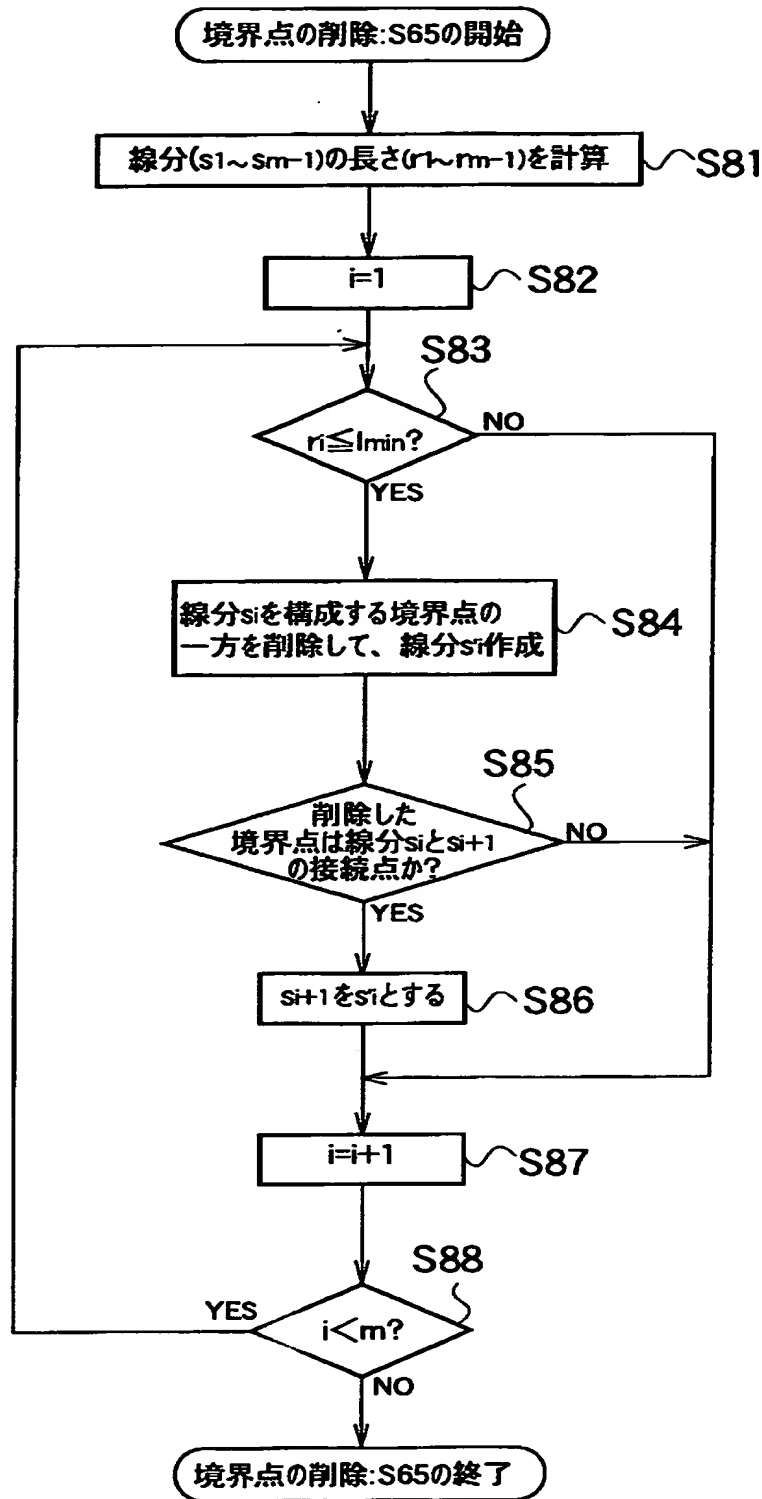 境界点の削除:S65の開始
線分(s1~sm-1)の長さ(r1~rm-1)を計算
S81
i=1
S82
S83
ri≦lmin?
NO
YES
線分siを構成する境界点の
一方を削除して、線分s'i作成
S84
S85
削除した
境界点は線分siとsi+1
の接続点か?
NO
YES
si+1をs'iとする
S86
i=i+1
S87
S88
YES
i<m?
NO
境界点の削除:S65の終了